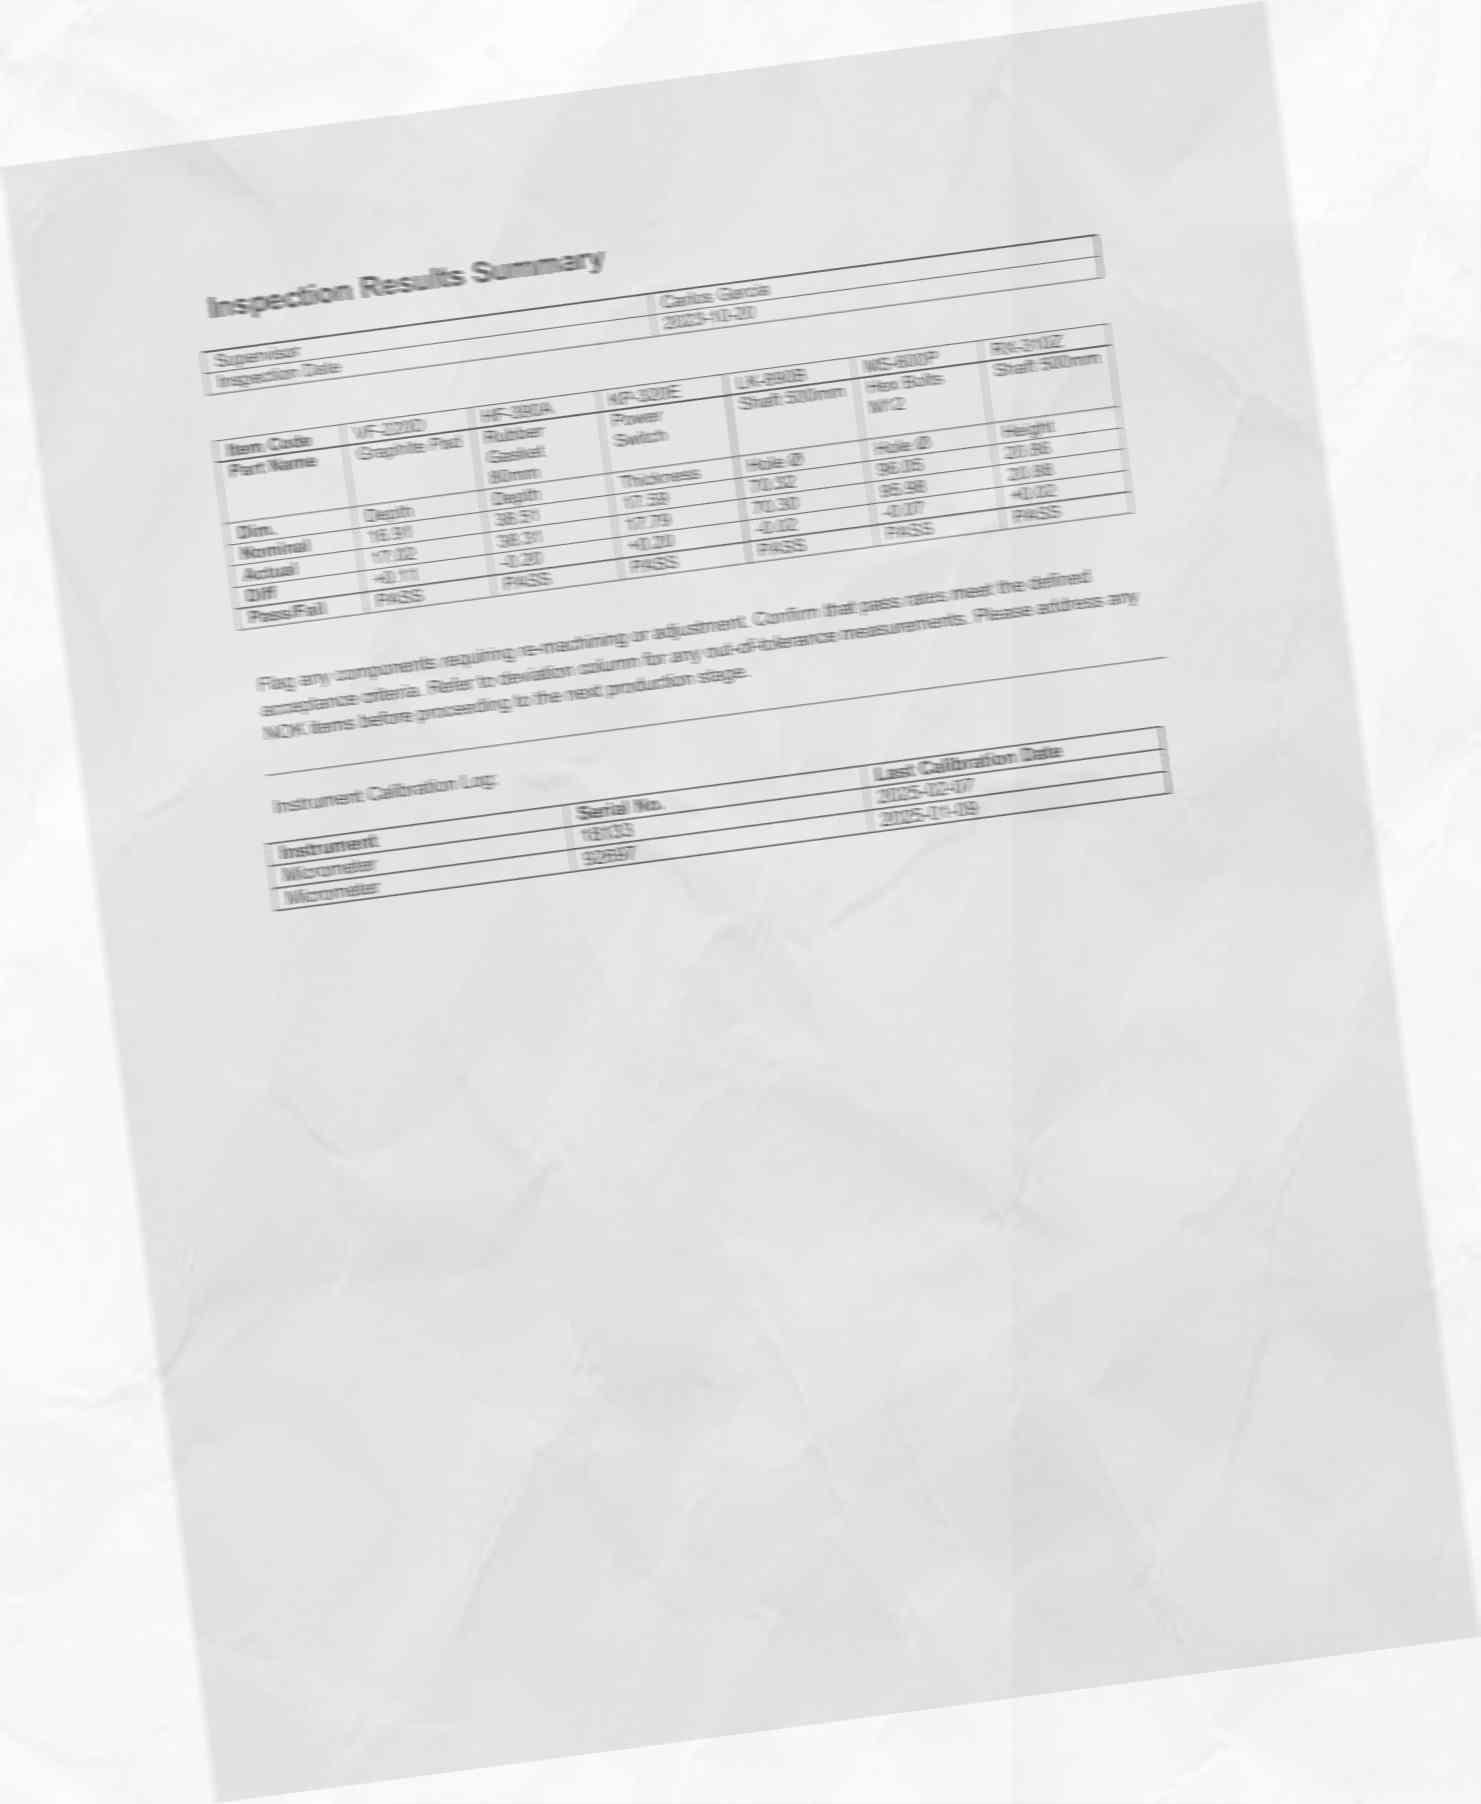 Inspection Results Summary
Supervisor Carlos Garcia
Inspection Date 2023-10-20
Item Code VF-220D HF-390A KP-320E LK-690B MS-600P RX-310Z
Part Name Graphite Pad Rubber Gasket 80mm Power Switch Shaft 500mm Hex Bolts M12 Shaft 500mm
Dim. Depth Depth Thickness Hole Ø Hole Ø Height
Nominal 16.91 38.51 17.59 70.32 96.05 20.86
Actual 17.02 38.31 17.79 70.30 95.98 20.88
Diff +0.11 -0.20 +0.20 -0.02 -0.07 +0.02
Pass/Fail PASS PASS PASS PASS PASS PASS
Flag any components requiring re-machining or adjustment. Confirm that pass rates meet the defined
acceptance criteria. Refer to deviation column for any out-of-tolerance measurements. Please address any
NOK items before proceeding to the next production stage.
Instrument Calibration Log:
Instrument Serial No. Last Calibration Date
Micrometer 18133 2025-02-17
Micrometer 92697 2025-01-09